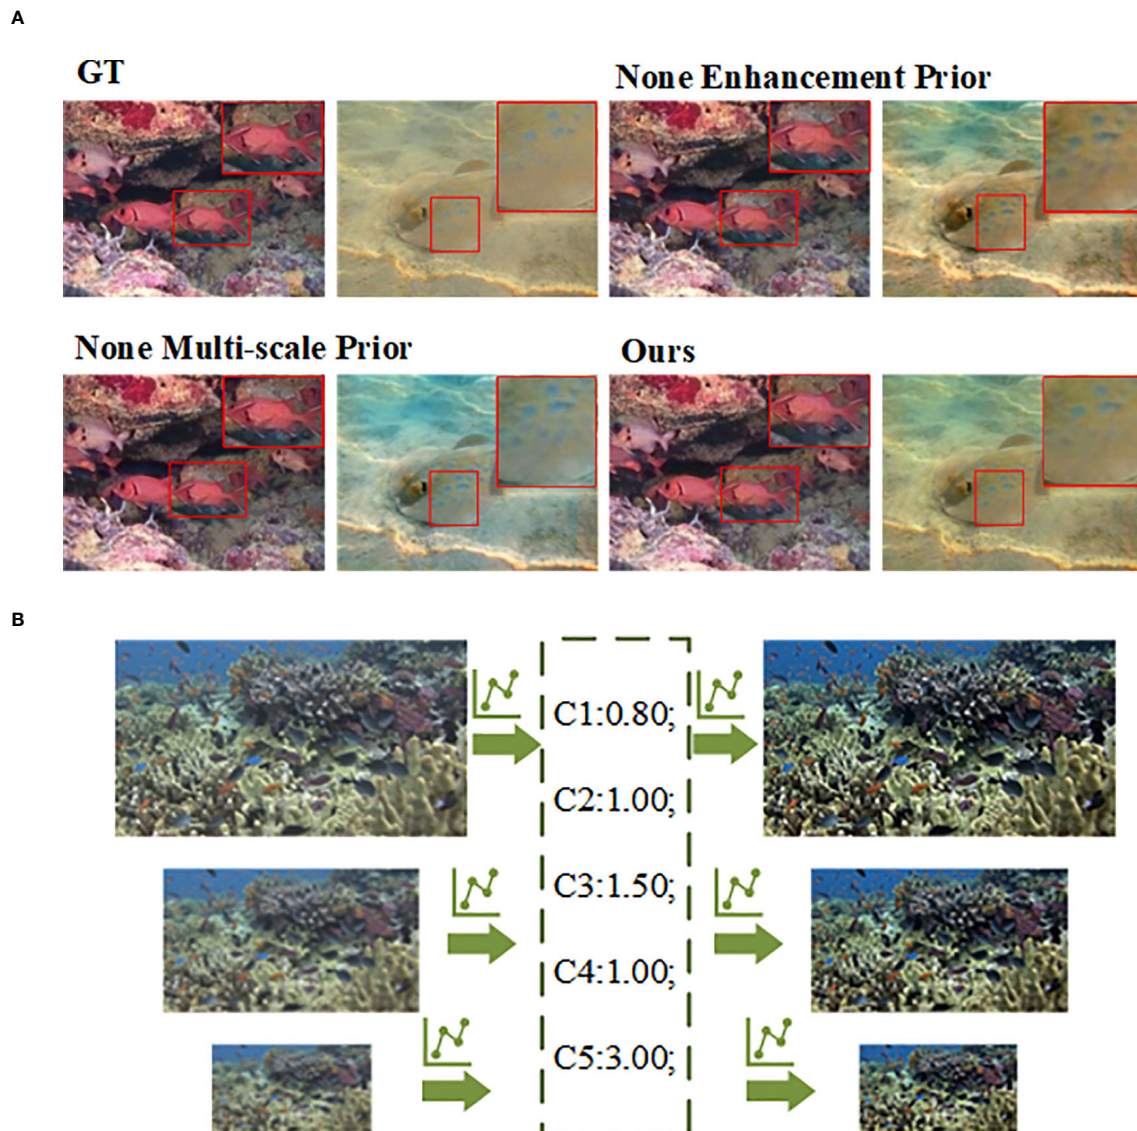 A
GT
None Enhancement Prior
None Multi-scale Prior
Ours
B
C1:0.80;
C2:1.00;
C3:1.50;
C4:1.00;
C5:3.00;